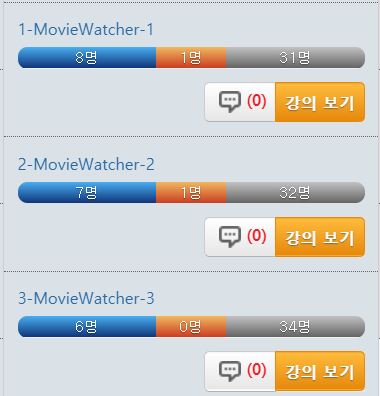 1-MovieWatcher-1
8명 1명 31명
(0) 강의 보기
2-MovieWatcher-2
7명 1명 32명
(0) 강의 보기
3-MovieWatcher-3
6명 0명 34명
(0) 강의 보기